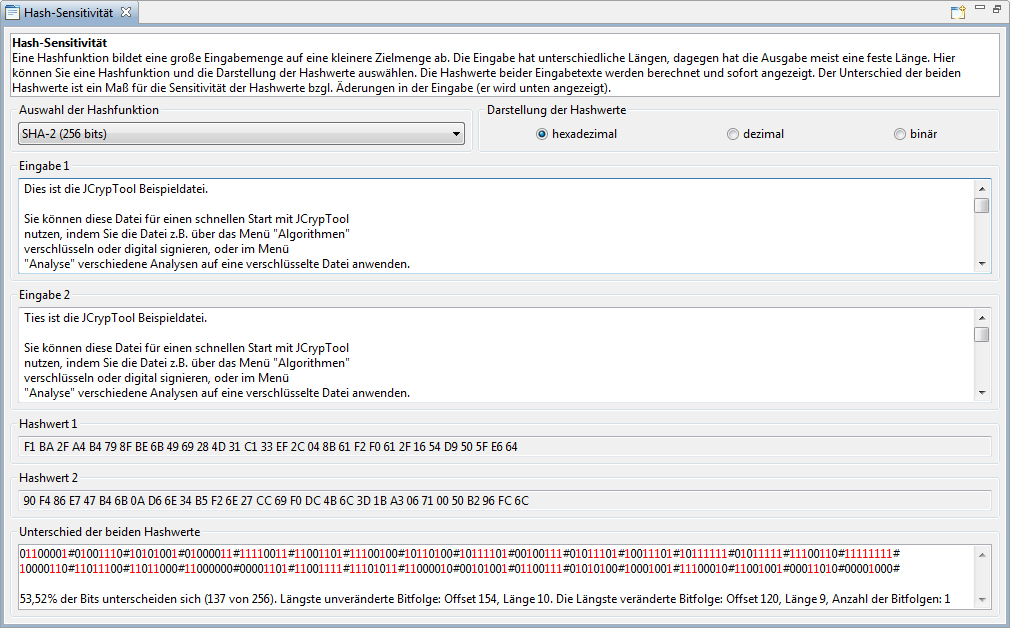 Hash-Sensitivität
Hash-Sensitivität
Eine Hashfunktion bildet eine große Eingabemenge auf eine kleinere Zielmenge ab. Die Eingabe hat unterschiedliche Längen, dagegen hat die Ausgabe meist eine feste Länge. Hier
können Sie eine Hashfunktion und die Darstellung der Hashwerte auswählen. Die Hashwerte beider Eingabetexte werden berechnet und sofort angezeigt. Der Unterschied der beiden
Hashwerte ist ein Maß für die Sensitivität der Hashwerte bzgl. Äderungen in der Eingabe (er wird unten angezeigt).
Auswahl der Hashfunktion
Darstellung der Hashwerte
SHA-2 (256 bits)
hexadezimal
dezimal
binär
Eingabe 1
Dies ist die JCrypTool Beispieldatei.
Sie können diese Datei für einen schnellen Start mit JCrypTool
nutzen, indem Sie die Datei z.B. über das Menü "Algorithmen"
verschlüsseln oder digital signieren, oder im Menü
"Analyse" verschiedene Analysen auf eine verschlüsselte Datei anwenden.
Eingabe 2
Ties ist die JCrypTool Beispieldatei.
Sie können diese Datei für einen schnellen Start mit JCrypTool
nutzen, indem Sie die Datei z.B. über das Menü "Algorithmen"
verschlüsseln oder digital signieren, oder im Menü
"Analyse" verschiedene Analysen auf eine verschlüsselte Datei anwenden.
Hashwert 1
F1 BA 2F A4 B4 79 8F BE 6B 49 69 28 4D 31 C1 33 EF 2C 04 8B 61 F2 F0 61 2F 16 54 D9 50 5F E6 64
Hashwert 2
90 F4 86 E7 47 B4 6B 0A D6 6E 34 B5 F2 6E 27 CC 69 F0 DC 4B 6C 3D 1B A3 06 71 00 50 B2 96 FC 6C
Unterschied der beiden Hashwerte
01100001#01001110#10101001#01000011#11110011#11001101#11100100#10110100#10111101#00100111#01011101#10011101#10111111#01011111#11100110#11111111#
10000110#11011100#11011000#11000000#00001101#11001111#11101011#11000010#00101001#01100111#01010100#10001001#11100010#11001001#00011010#00001000#
53,52% der Bits unterscheiden sich (137 von 256). Längste unveränderte Bitfolge: Offset 154, Länge 10. Die Längste veränderte Bitfolge: Offset 120, Länge 9, Anzahl der Bitfolgen: 1